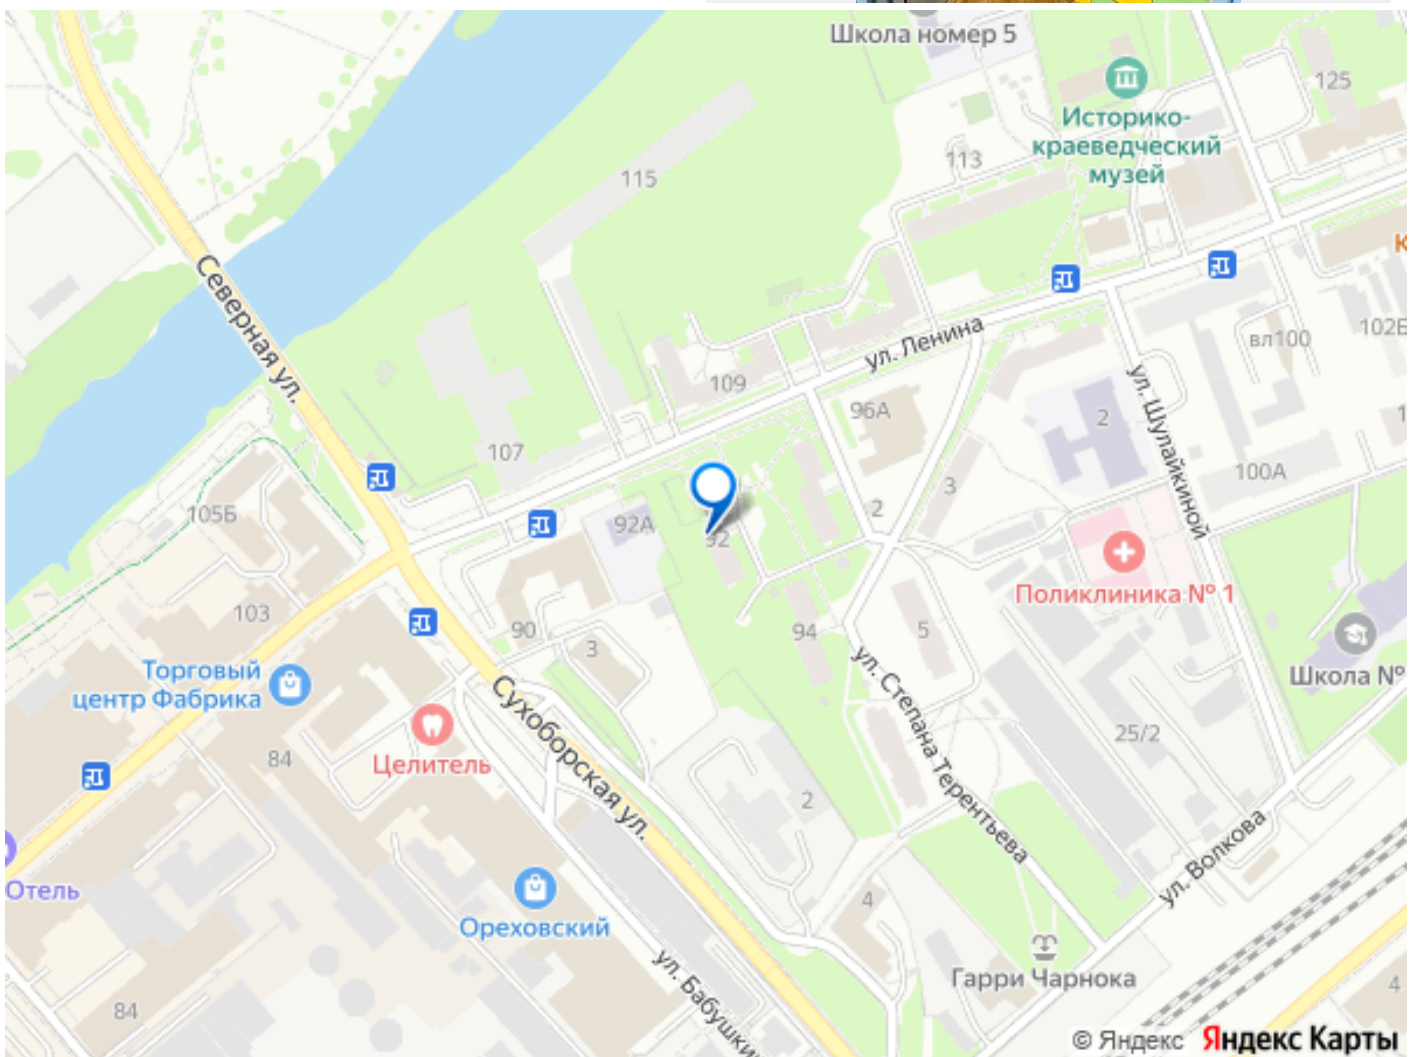 Школа номер 5
125
Историко-
краеведческий
музей
113
115
Северная ул.
ул. Ленина
вл100
102Б
109
96А
2
ул. Шулайкиной
107
100А
3
105Б
92А
92
2
Поликлиника № 1
103
90
3
94
5
Школа №
Торговый
центр Фабрика
Сухоборская ул.
ул. Степана Терентьева
25/2
84
Целитель
2
ул. Волкова
Отель
Ореховский
4
ул. Бабушки
Гарри Чарнока
84
4
© Яндекс Яндекс Карты